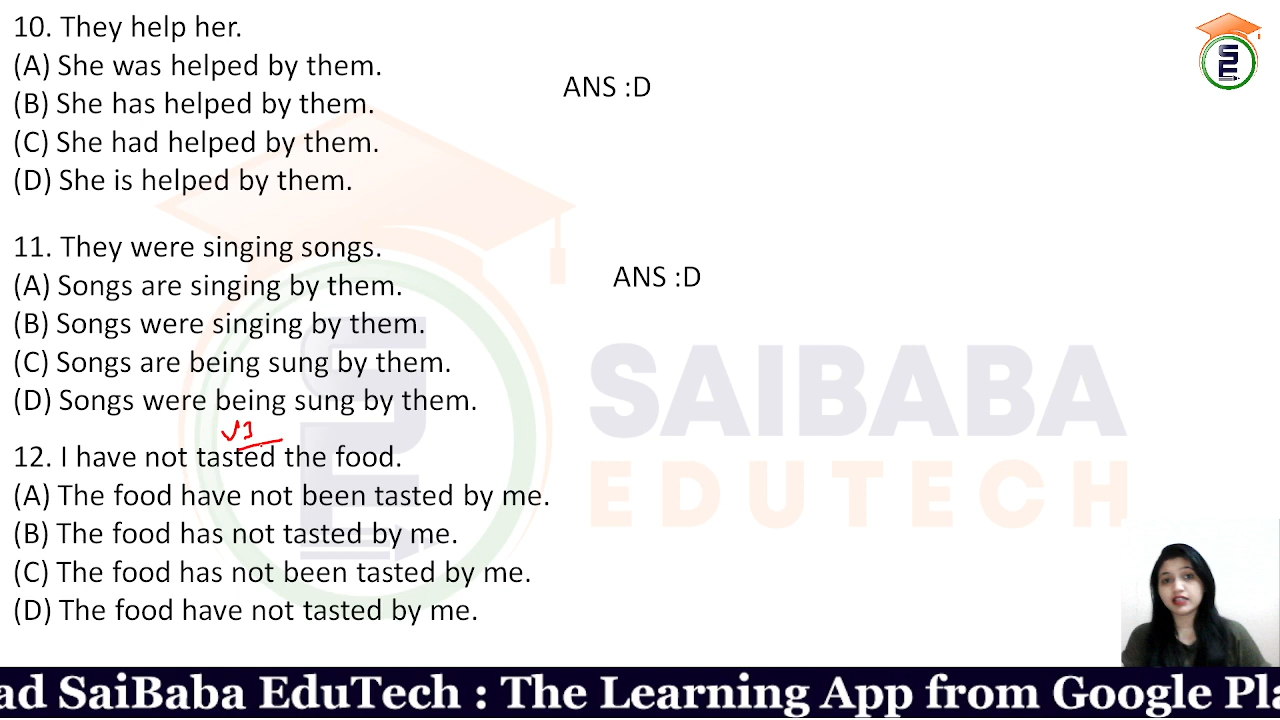 10. They help her.
(A) She was helped by them.
(B) She has helped by them.
(C) She had helped by them.
(D) She is helped by them.
ANS :D
11. They were singing songs.
(A) Songs are singing by them.
(B) Songs were singing by them.
(C) Songs are being sung by them.
(D) Songs were being sung by them.
ANS :D
V3
12. I have not tasted the food.
(A) The food have not been tasted by me.
(B) The food has not tasted by me.
(C) The food has not been tasted by me.
(D) The food have not tasted by me.
SAIBABA
EDUTECH
ad SaiBaba EduTech : The Learning App from Google Pla